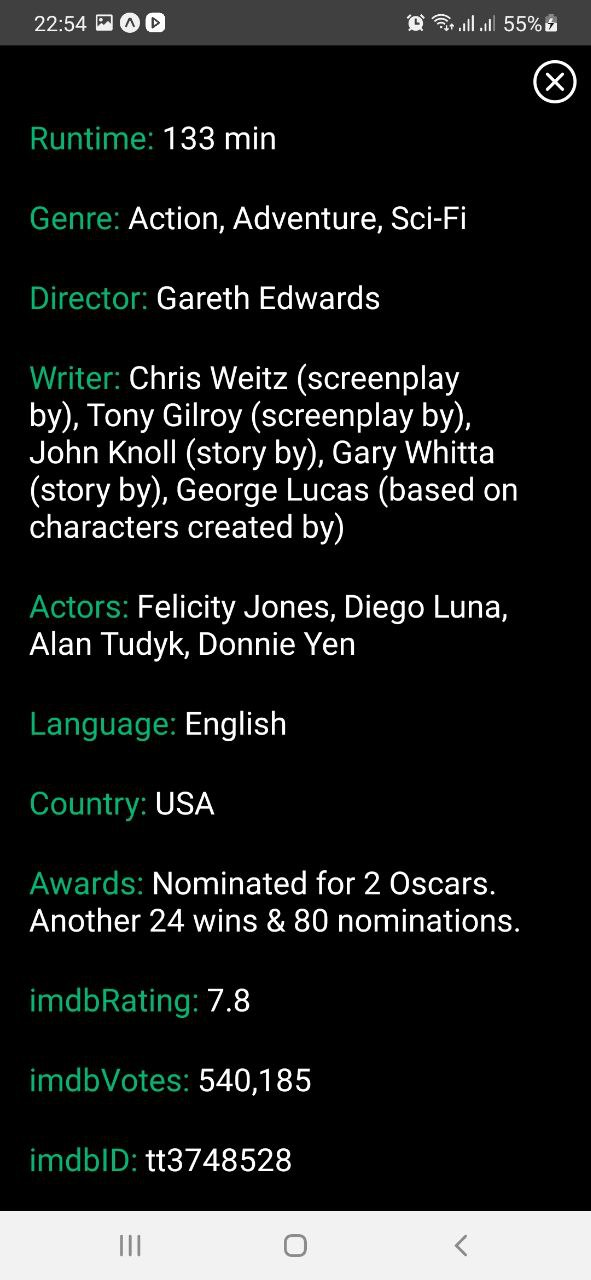 22:54 55%
Runtime: 133 min
Genre: Action, Adventure, Sci-Fi
Director: Gareth Edwards
Writer: Chris Weitz (screenplay
by), Tony Gilroy (screenplay by),
John Knoll (story by), Gary Whitta
(story by), George Lucas (based on
characters created by)
Actors: Felicity Jones, Diego Luna,
Alan Tudyk, Donnie Yen
Language: English
Country: USA
Awards: Nominated for 2 Oscars.
Another 24 wins & 80 nominations.
imdbRating: 7.8
imdbVotes: 540,185
imdbID: tt3748528